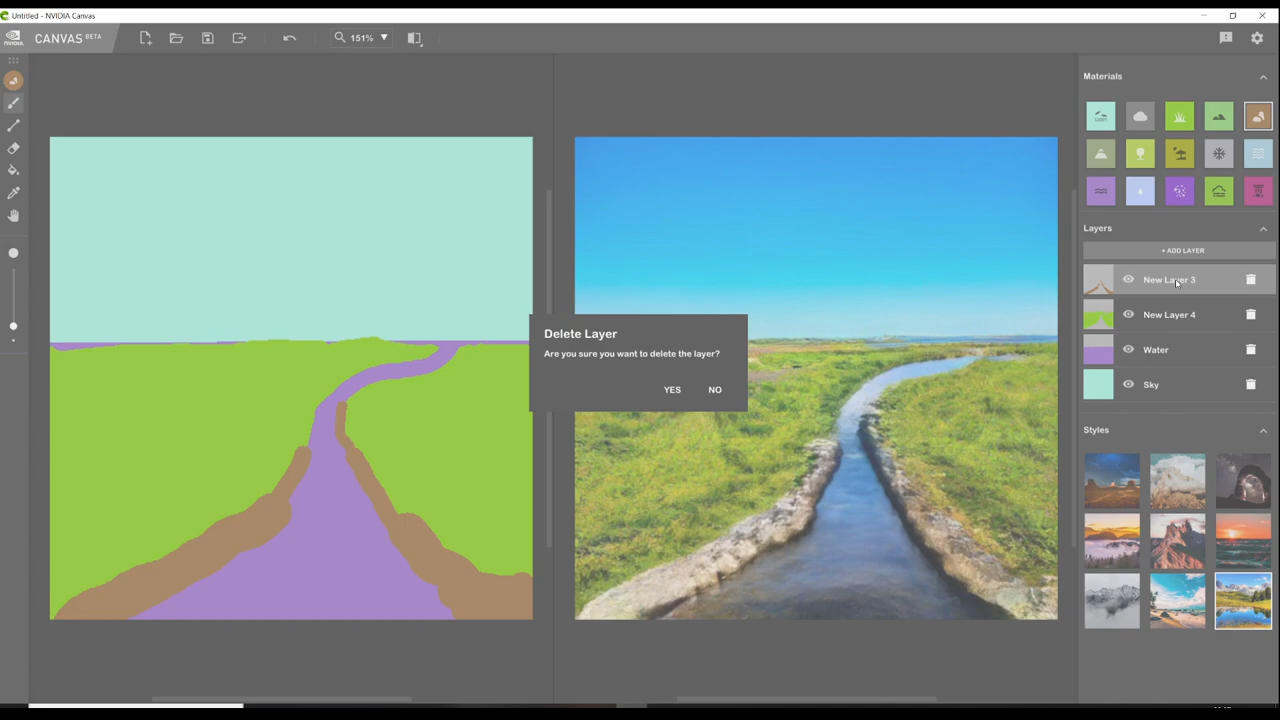 Untitled - NVIDIA Canvas
NVIDIA
CANVAS BETA
151%
Materials
Layers
+ ADD LAYER
New Layer 3
New Layer 4
Water
Sky
Delete Layer
Are you sure you want to delete the layer?
YES NO
Styles